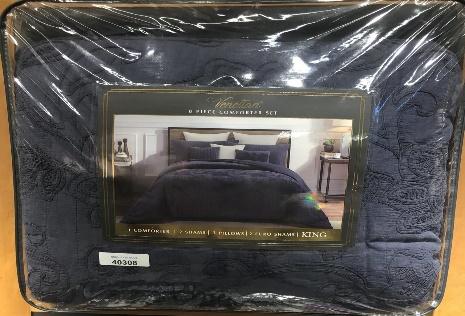 Venetian
8 PIECE COMFORTER SET
1 COMFORTER | 2 SHAMS | 3 PILLOWS | 2 EURO SHAMS | KING
40308